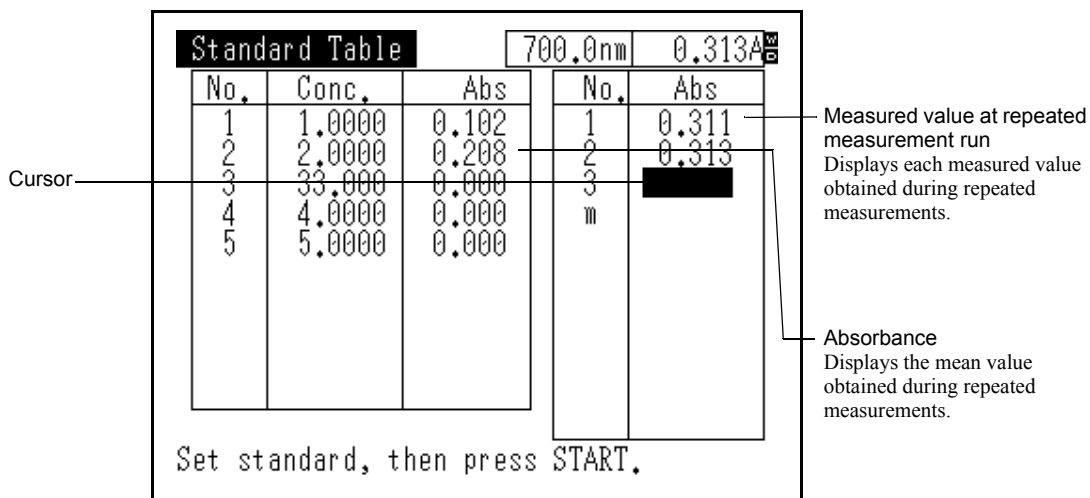 Standard Table 700.0nm 0.313A W D
No. Conc. Abs No. Abs
1 1.0000 0.102 1 0.311
2 2.0000 0.208 2 0.313
3 33.000 0.000 3
4 4.0000 0.000 m
5 5.0000 0.000
Set standard, then press START.
Cursor
Measured value at repeated
measurement run
Displays each measured value
obtained during repeated
measurements.
Absorbance
Displays the mean value
obtained during repeated
measurements.